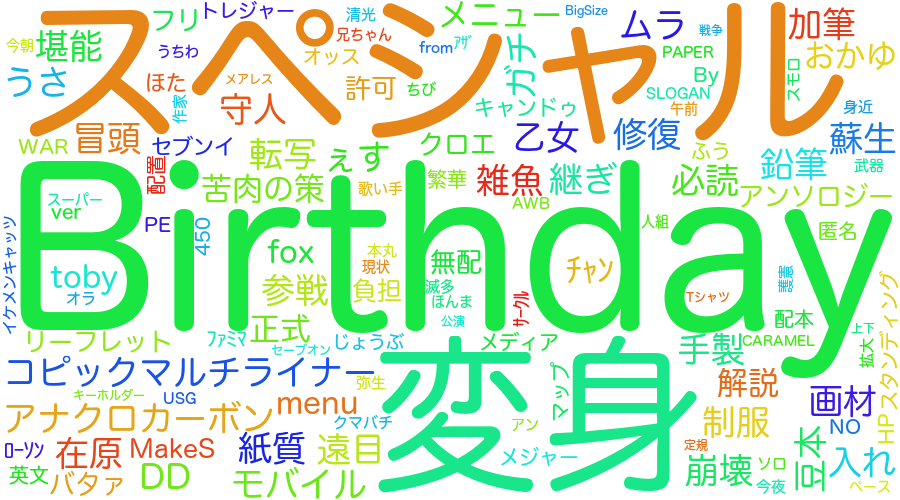 フリ
トレジャー
清光
兄ちゃん
オッス
うちわ
今朝
堪能
うさ
ほた
メアレス
作家
守人
冒頭
WAR
スペシャル
from
ｱｻﾞ
ちび
許可
メニュー
ガチ
BigSize
ムラ
戦争
PAPER
By
SLOGAN
午前
キャンドゥ
加筆
おかゆ
スモロ
身近
蘇生
乙女
修復
クロエ
セブンイ
転写
ぇす
配置
苦肉の策
歌い手
繁華
雑魚
継ぎ
AWB
必読
ふう
鉛筆
武器
アンソロジー
人組
匿名
Birthday
スーパー
ver
PE
450
イケメンキャッツ
toby
オラ
fox
本丸
現状
参戦
負担
無配
滅多
ほんま
ｻｰｸﾙ
公演
ﾁｬﾝ
Tシャツ
護憲
配本
CARAMEL
上下
拡大
スタンディング
HP
リーフレット
ﾌｧﾐﾏ
正式
セーブオン
じょうぶ
メディア
変身
手製
解説
画材
コピックマルチライナー
キーホルダー
USG
弥生
menu
クマバチ
アン
マップ
アナクロカーボン
制服
NO
ﾛｰｿﾝ
在原
MakeS
紙質
遠目
メジャー
定規
崩壊
ソロ
今夜
豆本
入れ
ベース
英文
バタァ
DD
モバイル